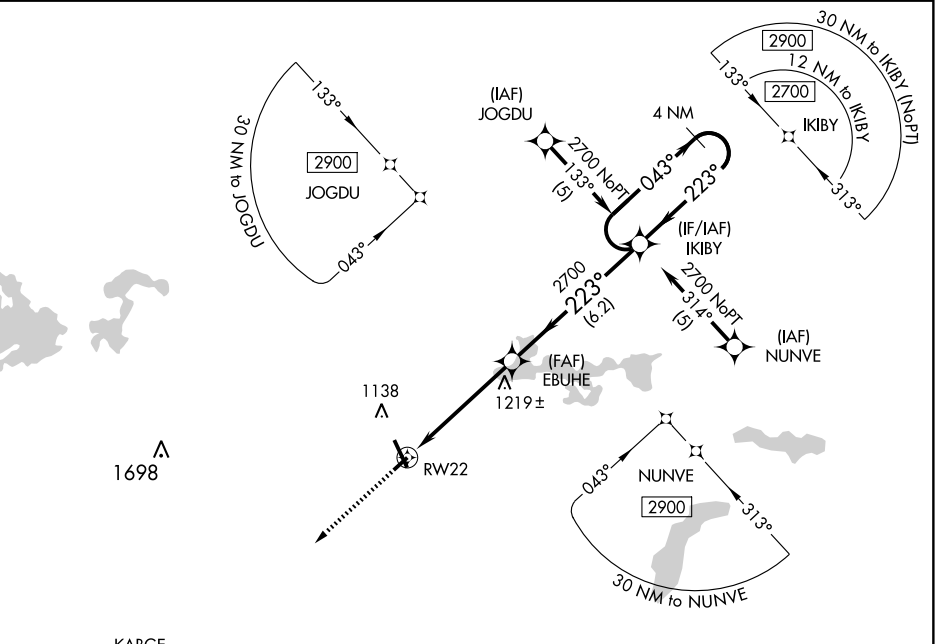 30 NM to IKIBY (NoPT)
2900
12 NM to IKIBY
2700
133°
IKIBY
313°
133°
30 NM to JOGDU
2900
JOGDU
043°
(IAF)
JOGDU
2700 NoPT
133°
(5)
4 NM
043°
223°
(IF/IAF)
IKIBY
2700
223°
(6.2)
2700 NoPT
314°
(5)
(IAF)
NUNVE
(FAF)
EBUHE
1219±
1138
RW22
1698
043°
NUNVE
2900
313°
30 NM to NUNVE